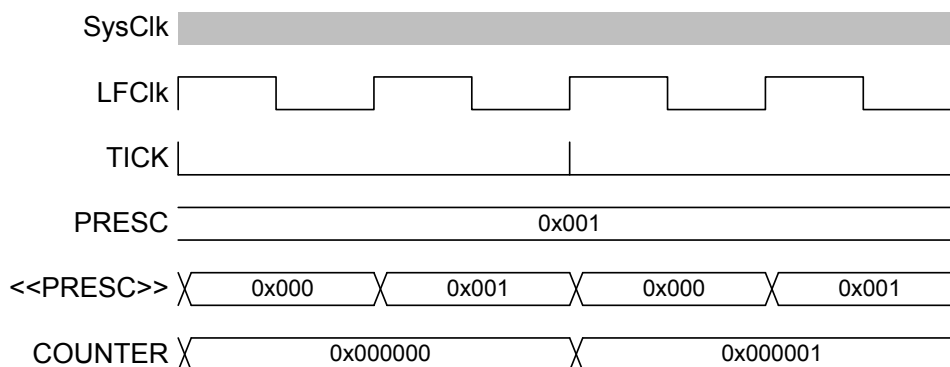 SysClk
LFClk
TICK
PRESC 0x001
<<PRESC>> 0x000 0x001 0x000 0x001
COUNTER 0x000000 0x000001